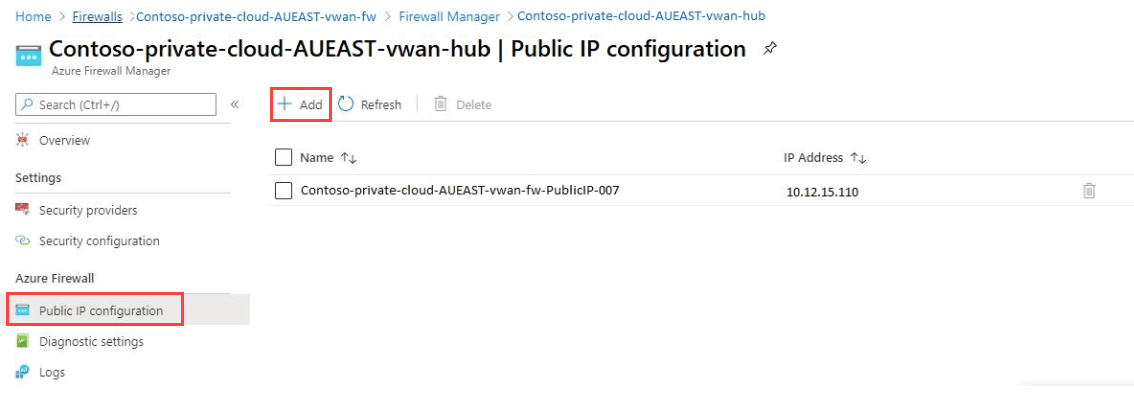 Home > Firewalls > Contoso-private-cloud-AUEAST-vwan-fw > Firewall Manager > Contoso-private-cloud-AUEAST-vwan-hub
Contoso-private-cloud-AUEAST-vwan-hub | Public IP configuration
Azure Firewall Manager
Search (Ctrl+/)
«
+ Add
Refresh
Delete
Overview
Settings
Security providers
Security configuration
Azure Firewall
Public IP configuration
Diagnostic settings
Logs
Name ↑↓ IP Address ↑↓
Contoso-private-cloud-AUEAST-vwan-fw-PublicIP-007 10.12.15.110